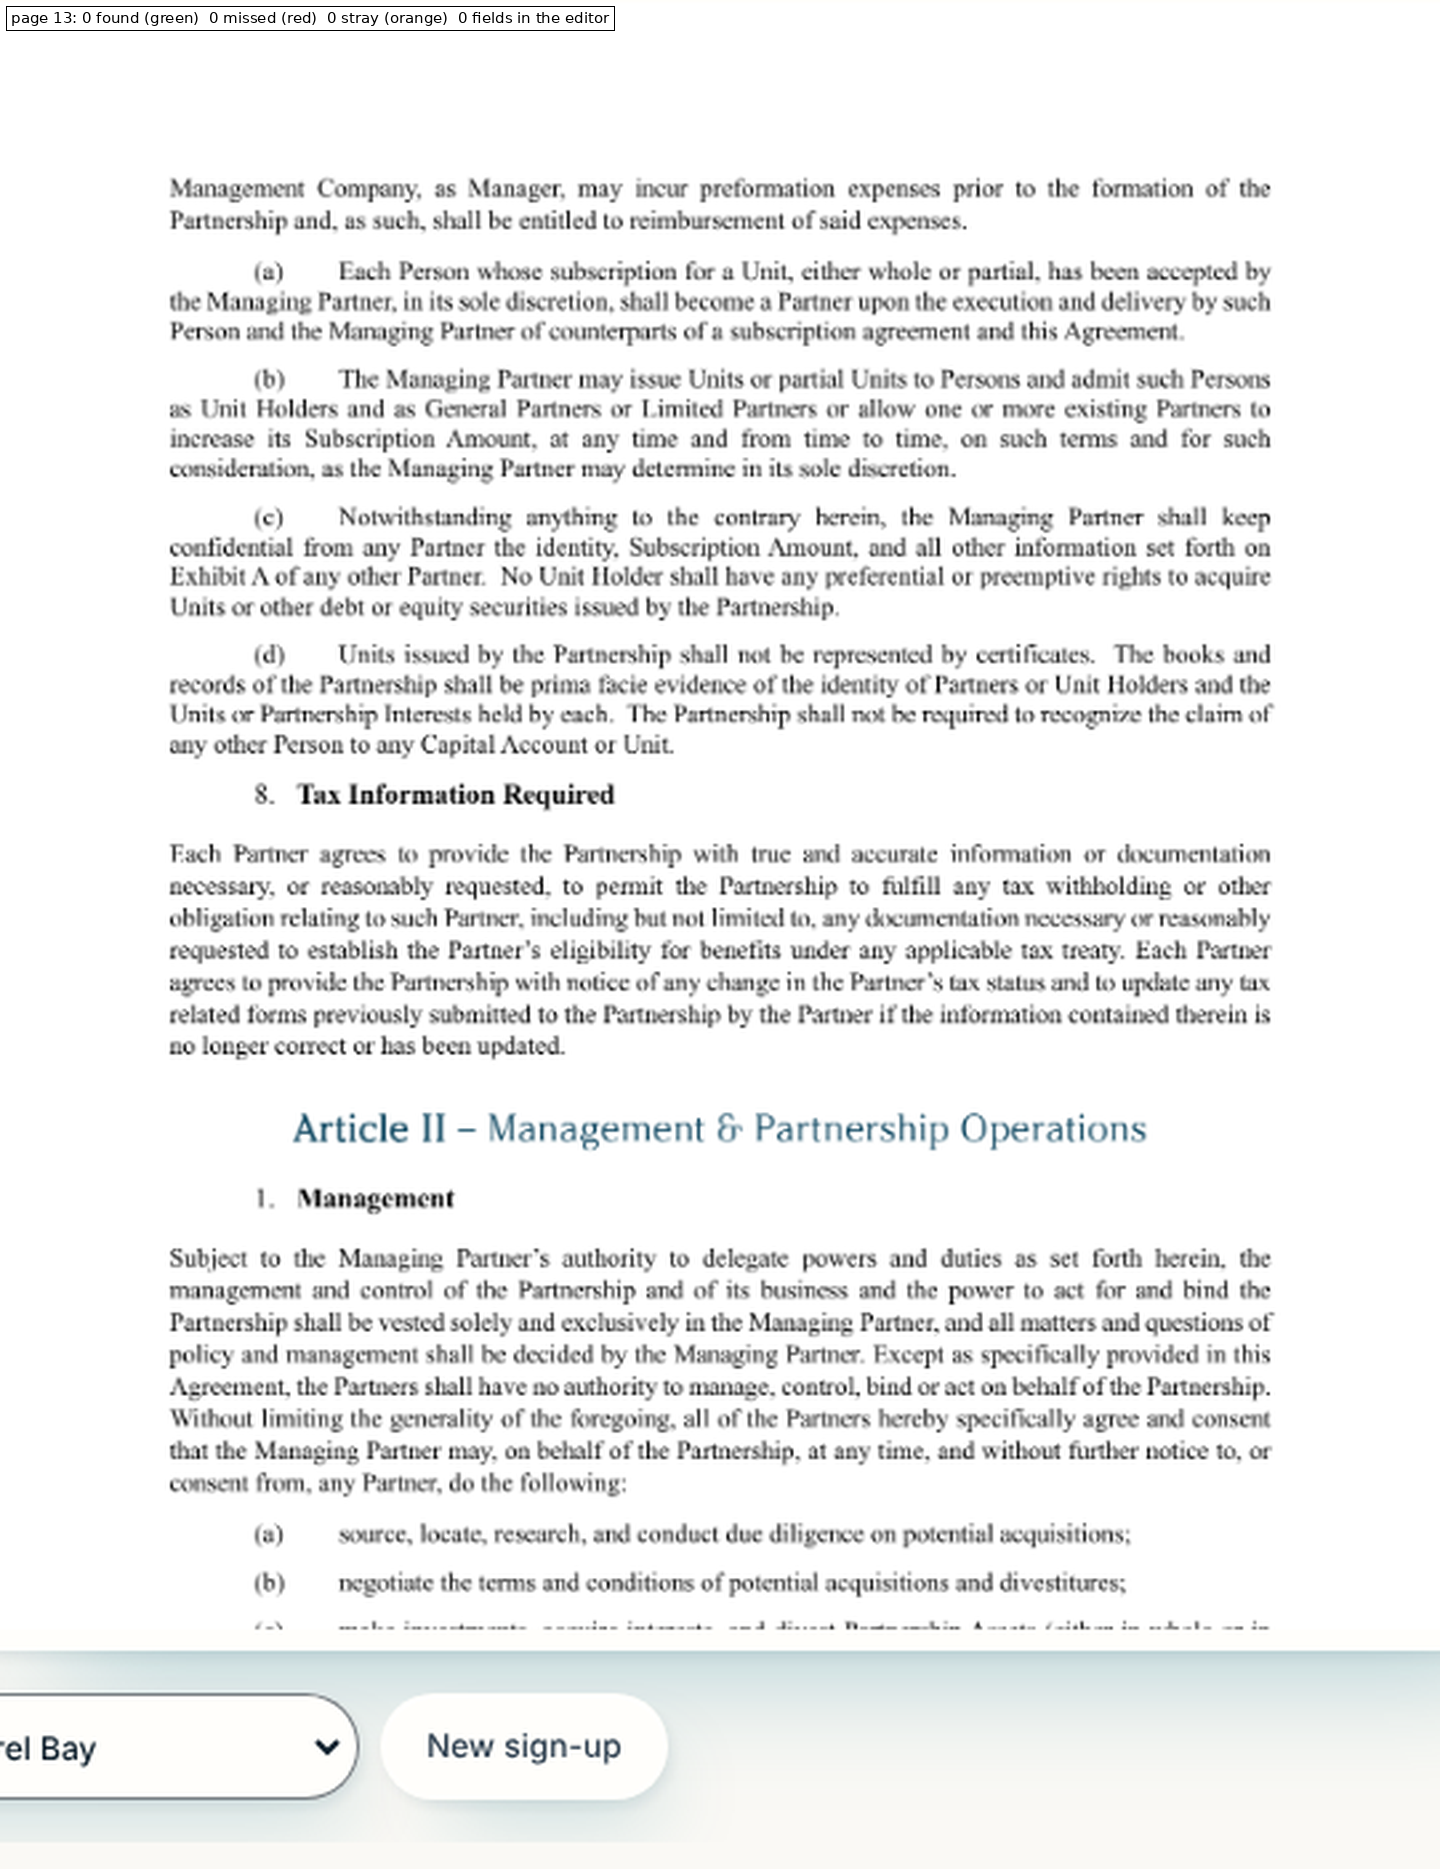 page 13: 0 found (green)  0 missed (red)  0 stray (orange)  0 fields in the editor
Management Company, as Manager, may incur preformation expenses prior to the formation of the
Partnership and, as such, shall be entitled to reimbursement of said expenses.
(a) Each Person whose subscription for a Unit, either whole or partial, has been accepted by
the Managing Partner, in its sole discretion, shall become a Partner upon the execution and delivery by such
Person and the Managing Partner of counterparts of a subscription agreement and this Agreement.
(b) The Managing Partner may issue Units or partial Units to Persons and admit such Persons
as Unit Holders and as General Partners or Limited Partners or allow one or more existing Partners to
increase its Subscription Amount, at any time and from time to time, on such terms and for such
consideration, as the Managing Partner may determine in its sole discretion.
(c) Notwithstanding anything to the contrary herein, the Managing Partner shall keep
confidential from any Partner the identity, Subscription Amount, and all other information set forth on
Exhibit A of any other Partner.  No Unit Holder shall have any preferential or preemptive rights to acquire
Units or other debt or equity securities issued by the Partnership.
(d) Units issued by the Partnership shall not be represented by certificates.  The books and
records of the Partnership shall be prima facie evidence of the identity of Partners or Unit Holders and the
Units or Partnership Interests held by each.  The Partnership shall not be required to recognize the claim of
any other Person to any Capital Account or Unit.
8. Tax Information Required
Each Partner agrees to provide the Partnership with true and accurate information or documentation
necessary, or reasonably requested, to permit the Partnership to fulfill any tax withholding or other
obligation relating to such Partner, including but not limited to, any documentation necessary or reasonably
requested to establish the Partner's eligibility for benefits under any applicable tax treaty. Each Partner
agrees to provide the Partnership with notice of any change in the Partner's tax status and to update any tax
related forms previously submitted to the Partnership by the Partner if the information contained therein is
no longer correct or has been updated.
Article II – Management & Partnership Operations
1. Management
Subject to the Managing Partner's authority to delegate powers and duties as set forth herein, the
management and control of the Partnership and of its business and the power to act for and bind the
Partnership shall be vested solely and exclusively in the Managing Partner, and all matters and questions of
policy and management shall be decided by the Managing Partner. Except as specifically provided in this
Agreement, the Partners shall have no authority to manage, control, bind or act on behalf of the Partnership.
Without limiting the generality of the foregoing, all of the Partners hereby specifically agree and consent
that the Managing Partner may, on behalf of the Partnership, at any time, and without further notice to, or
consent from, any Partner, do the following:
(a) source, locate, research, and conduct due diligence on potential acquisitions;
(b) negotiate the terms and conditions of potential acquisitions and divestitures;
rel Bay
New sign-up